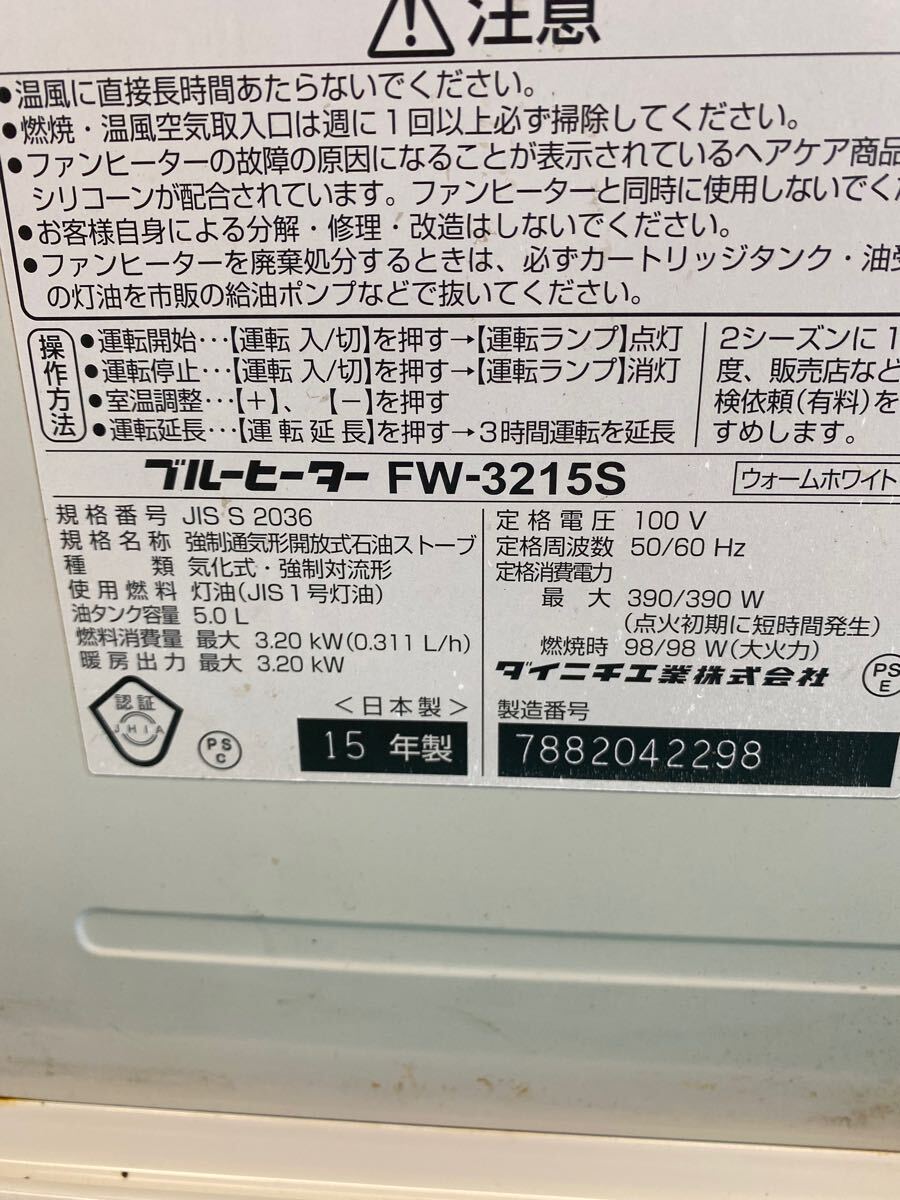 注意
●温風に直接長時間あたらないでください。
●燃焼・温風空気取入口は週に1回以上必ず掃除してください。
●ファンヒーターの故障の原因になることが表示されているヘアケア商品
シリコーンが配合されています。ファンヒーターと同時に使用しないでくだ
●お客様自身による分解・修理・改造はしないでください。
●ファンヒーターを廃棄処分するときは、必ずカートリッジタンク・油受
の灯油を市販の給油ポンプなどで抜いてください。
操作方法
●運転開始…【運転 入/切】を押す→【運転ランプ】点灯
●運転停止…【運転 入/切】を押す→【運転ランプ】消灯
●室温調整…【+】、【−】を押す
●運転延長…【運転延長】を押す→3時間運転を延長
2シーズンに1
度、販売店など
検依頼(有料)を
すめします。
ブルーヒーター FW-3215S
ウォームホワイト
規格番号 JIS S 2036
規格名称 強制通気形開放式石油ストーブ
種類 気化式・強制対流形
使用燃料 灯油(JIS1号灯油)
油タンク容量 5.0 L
燃料消費量 最大 3.20 kW(0.311 L/h)
暖房出力 最大 3.20 kW
定格電圧 100 V
定格周波数 50/60 Hz
定格消費電力
最大 390/390 W
(点火初期に短時間発生)
燃焼時 98/98 W(大火力)
ダイニチ工業株式会社
PS
E
認証
JHIA
PS
C
<日本製>
15 年製
製造番号
7882042298